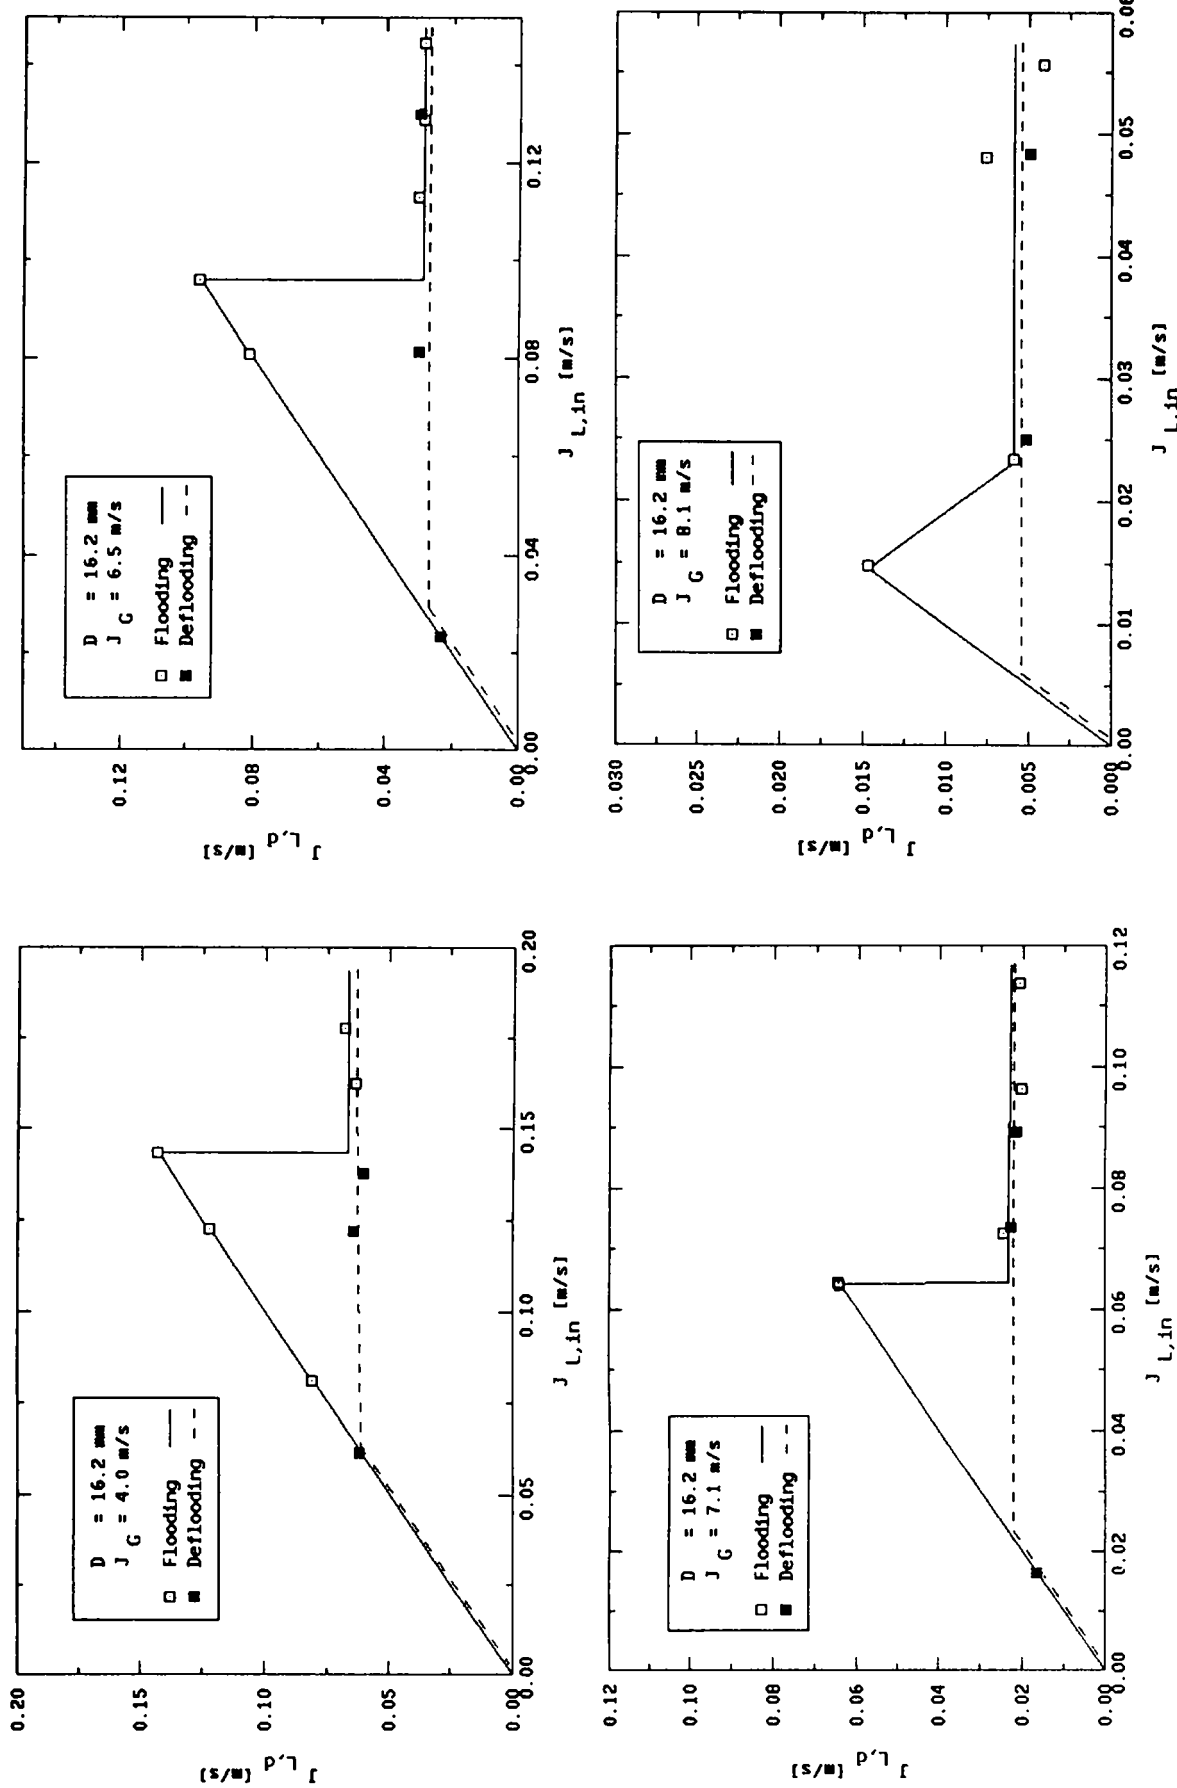 0.20
0.15
0.10
0.05
0.00
J L,d [m/s]
D = 16.2 mm
J G = 4.0 m/s
Flooding
Deflooding
0.00
0.05
0.10
0.15
0.20
J L,in [m/s]
0.12
0.08
0.04
0.00
J L,d [m/s]
D = 16.2 mm
J G = 6.5 m/s
Flooding
Deflooding
0.00
0.04
0.08
0.12
J L,in [m/s]
0.12
0.10
0.08
0.06
0.04
0.02
0.00
J L,d [m/s]
D = 16.2 mm
J G = 7.1 m/s
Flooding
Deflooding
0.00
0.02
0.04
0.06
0.08
0.10
0.12
J L,in [m/s]
0.030
0.025
0.020
0.015
0.010
0.005
0.000
J L,d [m/s]
D = 16.2 mm
J G = 8.1 m/s
Flooding
Deflooding
0.00
0.01
0.02
0.03
0.04
0.05
0.06
J L,in [m/s]